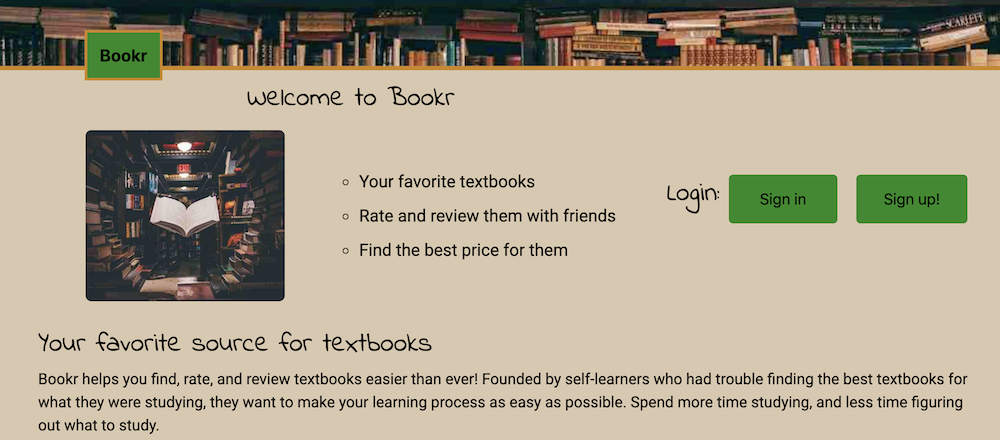 SCARLETT
Bookr
Welcome to Bookr
Your favorite textbooks
Rate and review them with friends
Find the best price for them
Login:
Sign in
Sign up!
Your favorite source for textbooks
Bookr helps you find, rate, and review textbooks easier than ever! Founded by self-learners who had trouble finding the best textbooks for
what they were studying, they want to make your learning process as easy as possible. Spend more time studying, and less time figuring
out what to study.